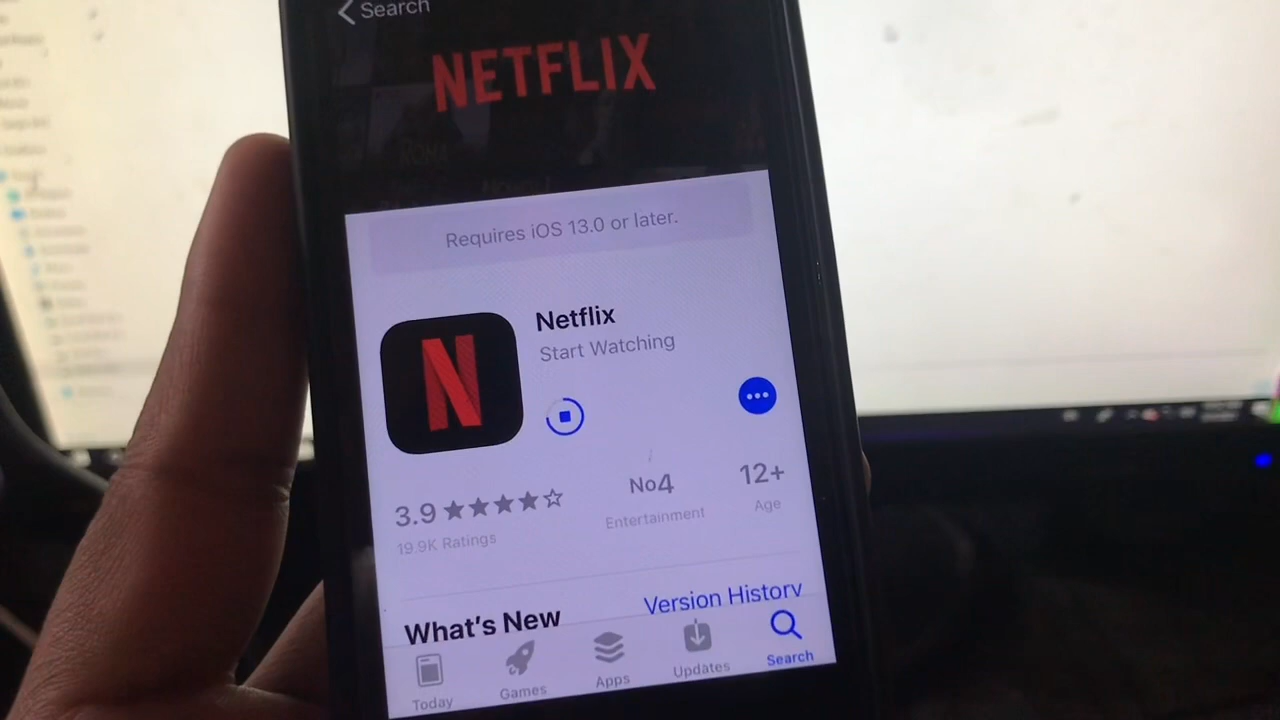 Search
NETFLIX
Requires iOS 13.0 or later.
N
Netflix
Start Watching
3.9
No4
12+
19.9K Ratings
Entertainment
Age
What's New
Version History
Today
Games
Apps
Updates
Search